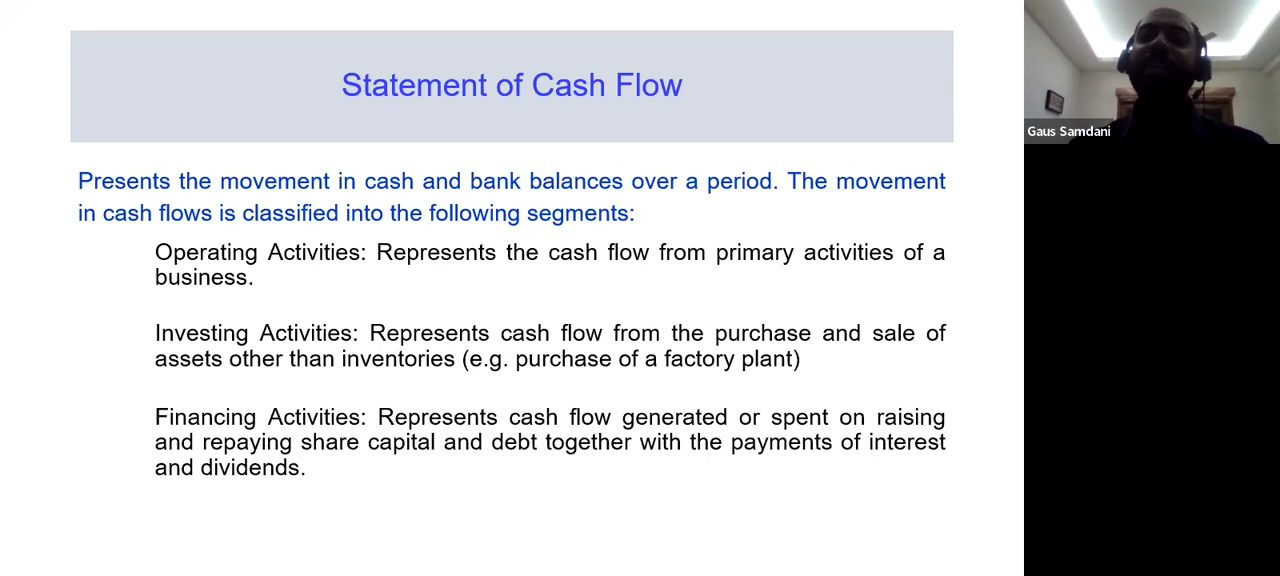 Statement of Cash Flow
Presents the movement in cash and bank balances over a period. The movement
in cash flows is classified into the following segments:
Operating Activities: Represents the cash flow from primary activities of a
business.
Investing Activities: Represents cash flow from the purchase and sale of
assets other than inventories (e.g. purchase of a factory plant)
Financing Activities: Represents cash flow generated or spent on raising
and repaying share capital and debt together with the payments of interest
and dividends.
Gaus Samdani